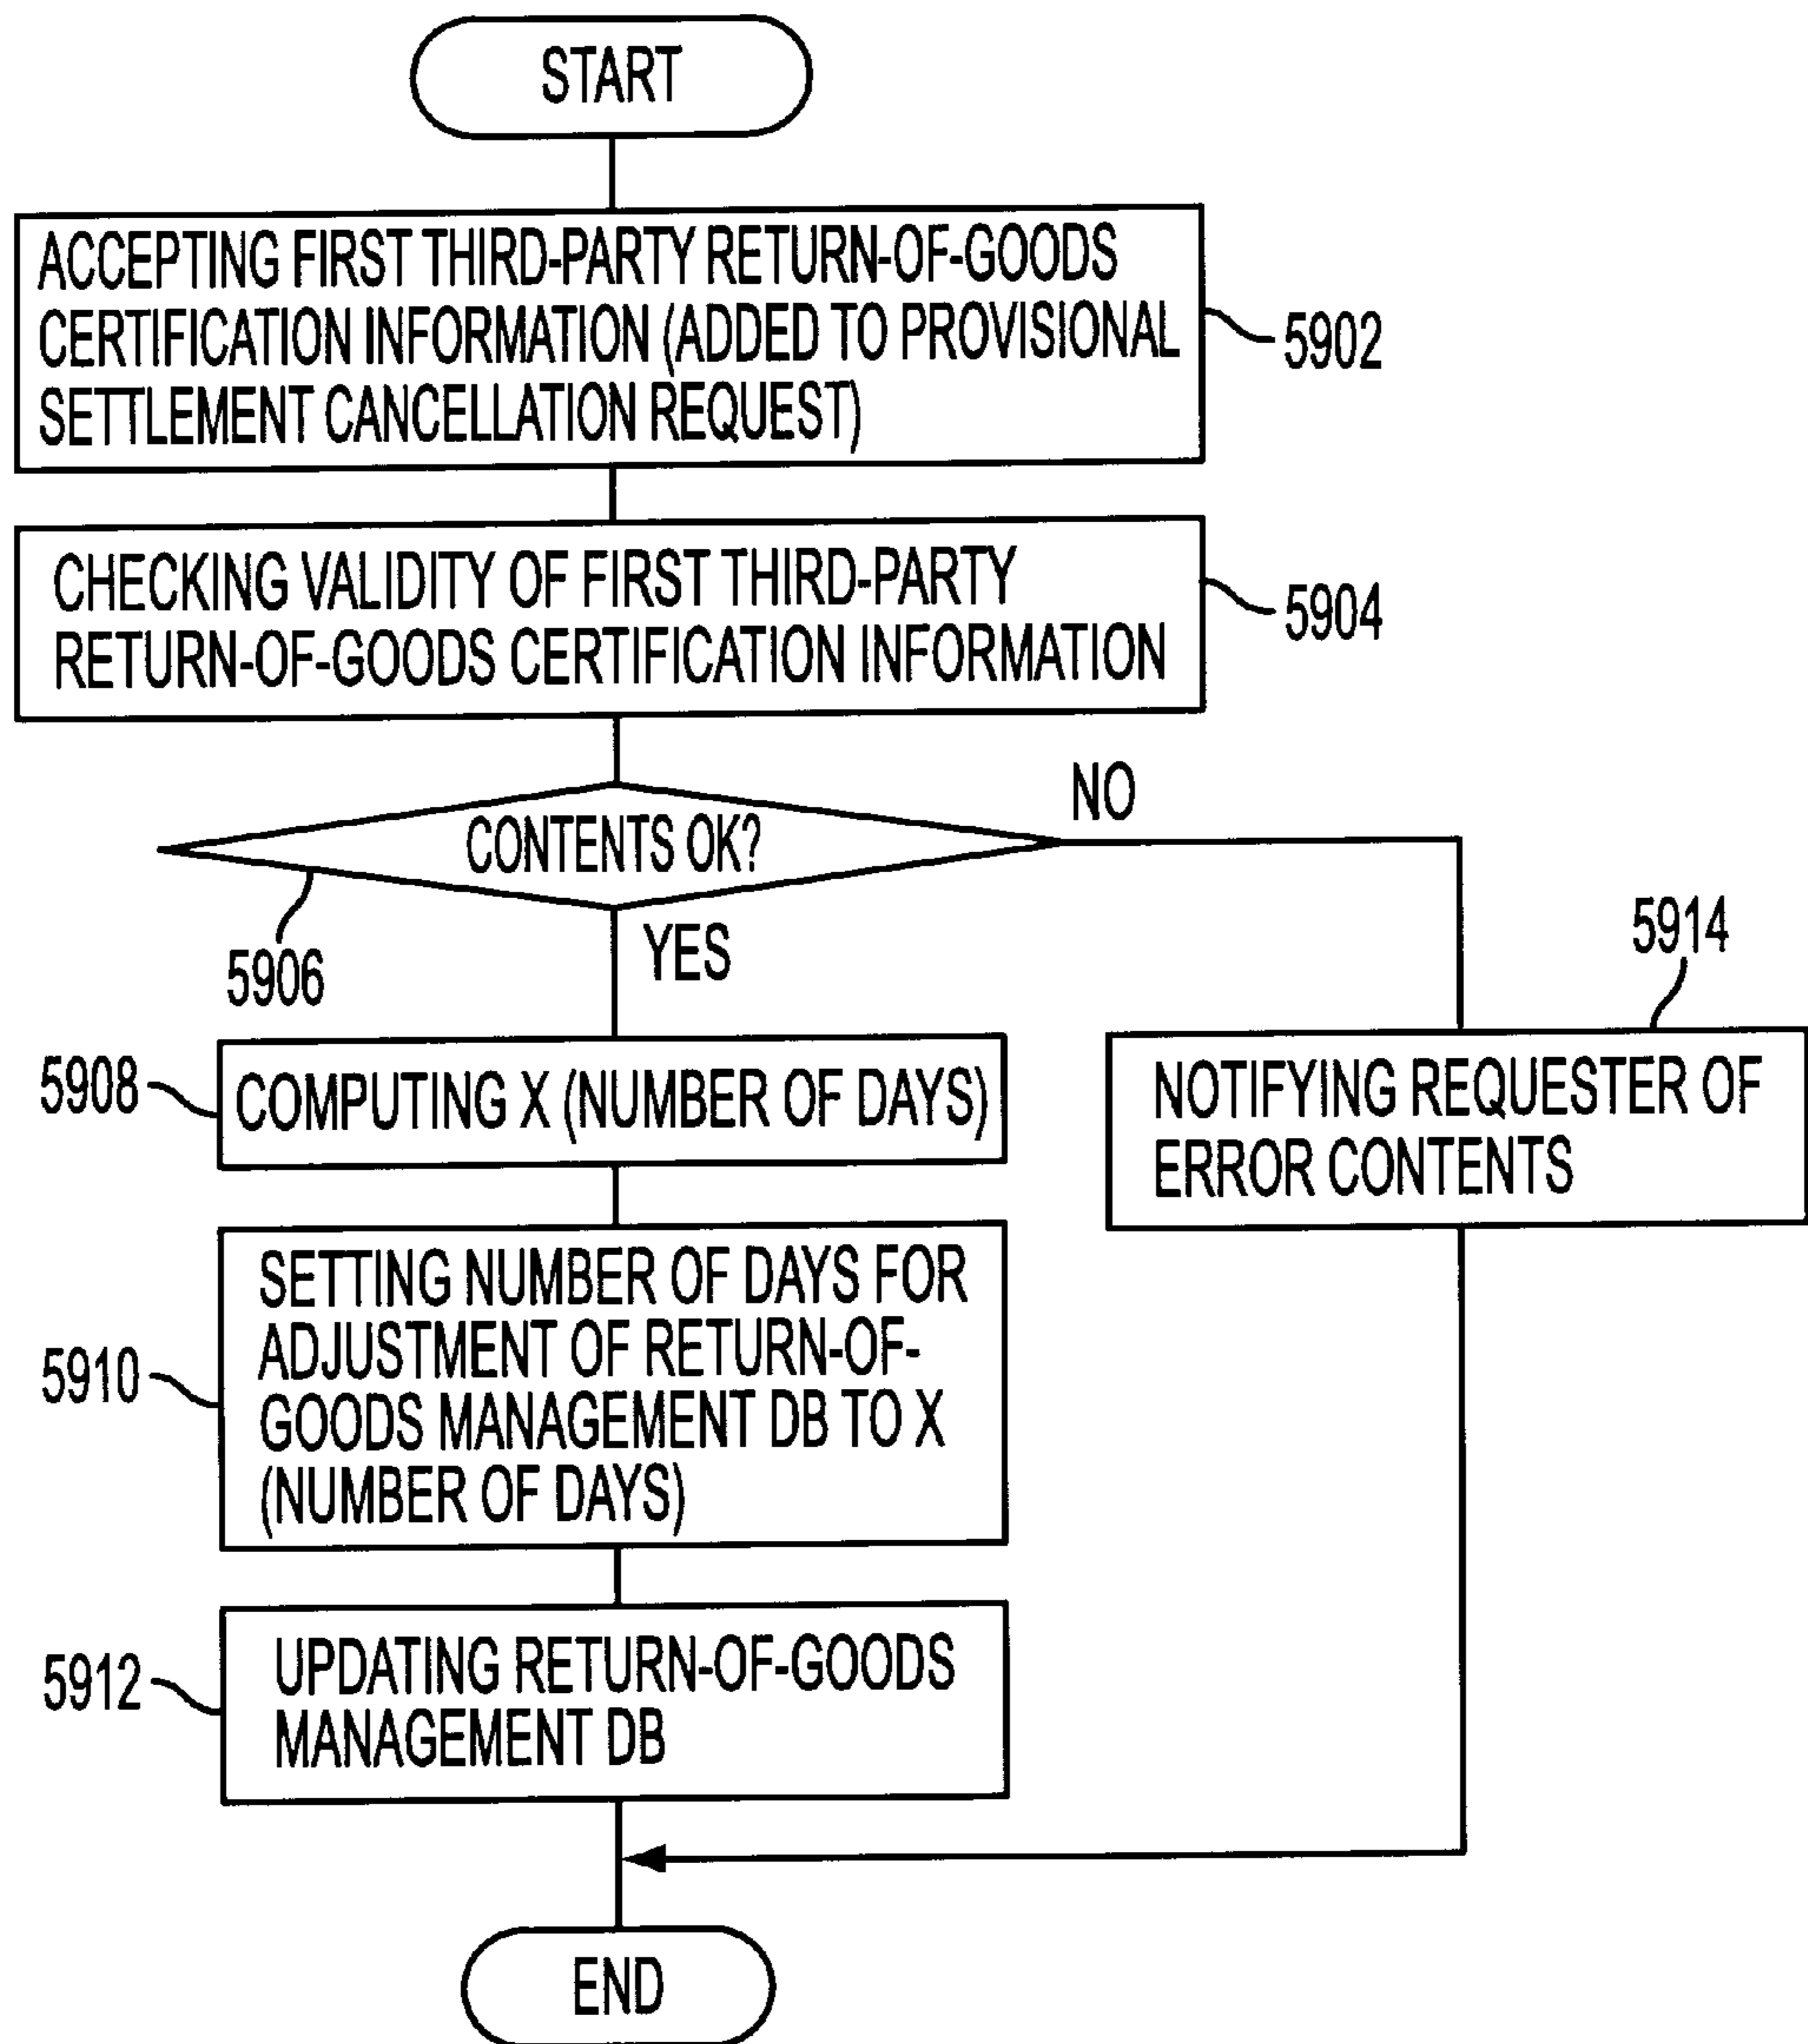 START
ACCEPTING FIRST THIRD-PARTY RETURN-OF-GOODS
CERTIFICATION INFORMATION (ADDED TO PROVISIONAL
SETTLEMENT CANCELLATION REQUEST)
5902
CHECKING VALIDITY OF FIRST THIRD-PARTY
RETURN-OF-GOODS CERTIFICATION INFORMATION
5904
CONTENTS OK?
NO
5906
YES
5914
5908
COMPUTING X (NUMBER OF DAYS)
NOTIFYING REQUESTER OF
ERROR CONTENTS
5910
SETTING NUMBER OF DAYS FOR
ADJUSTMENT OF RETURN-OF-
GOODS MANAGEMENT DB TO X
(NUMBER OF DAYS)
5912
UPDATING RETURN-OF-GOODS
MANAGEMENT DB
END